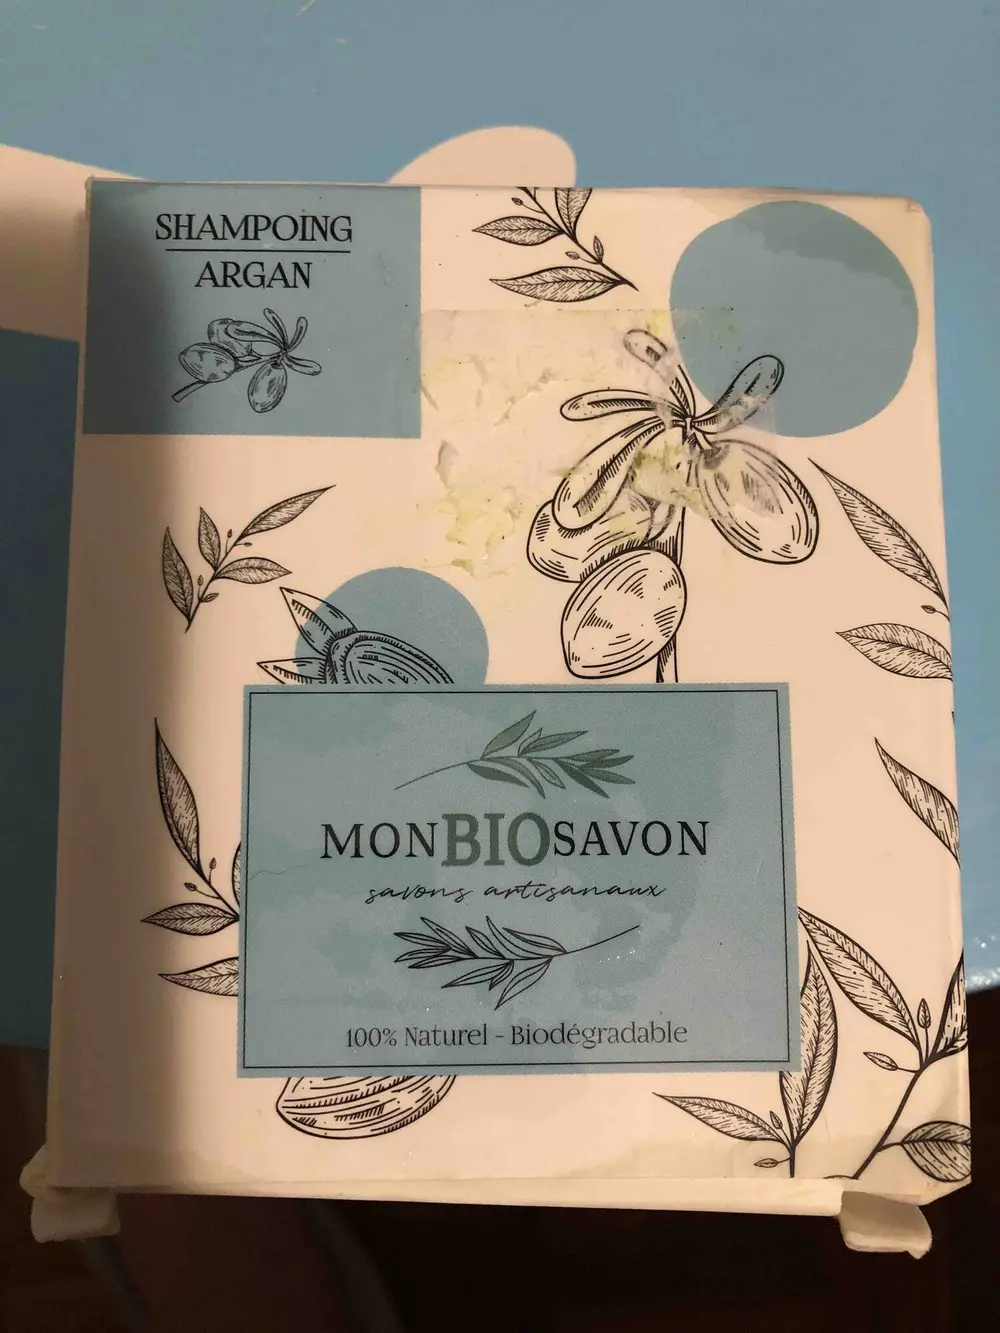 SHAMPOING
ARGAN
MONBIOSAVON
savons artisanaux
100% Naturel - Biodégradable